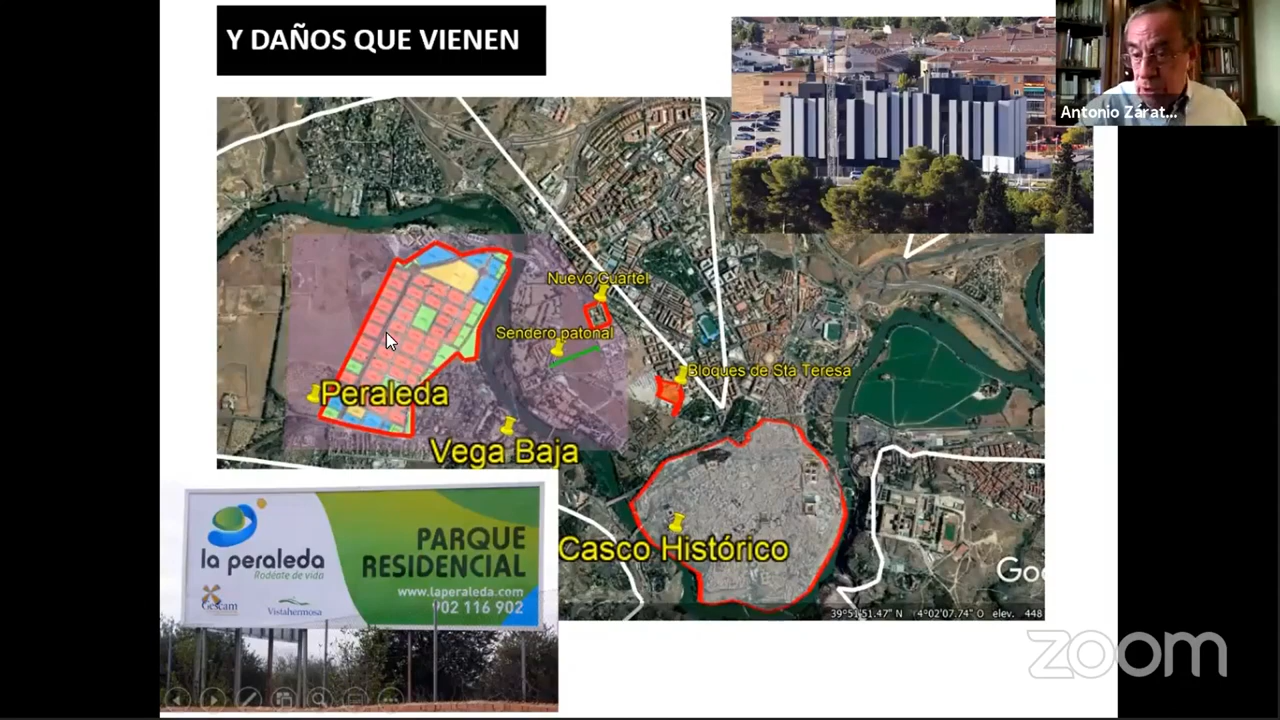 Y DAÑOS QUE VIENEN
Antonio Zárat...
Nuevo Cuartel
Sendero patonal
Bloques de Sta Teresa
Peraleda
Vega Baja
Casco Histórico
la peraleda
Rodéate de vida
Gescam
Vistahermosa
PARQUE
RESIDENCIAL
www.laperaleda.com
902 116 902
Goo
39°51'51.47" N
4°02'07.74" O elev. 448
zoom